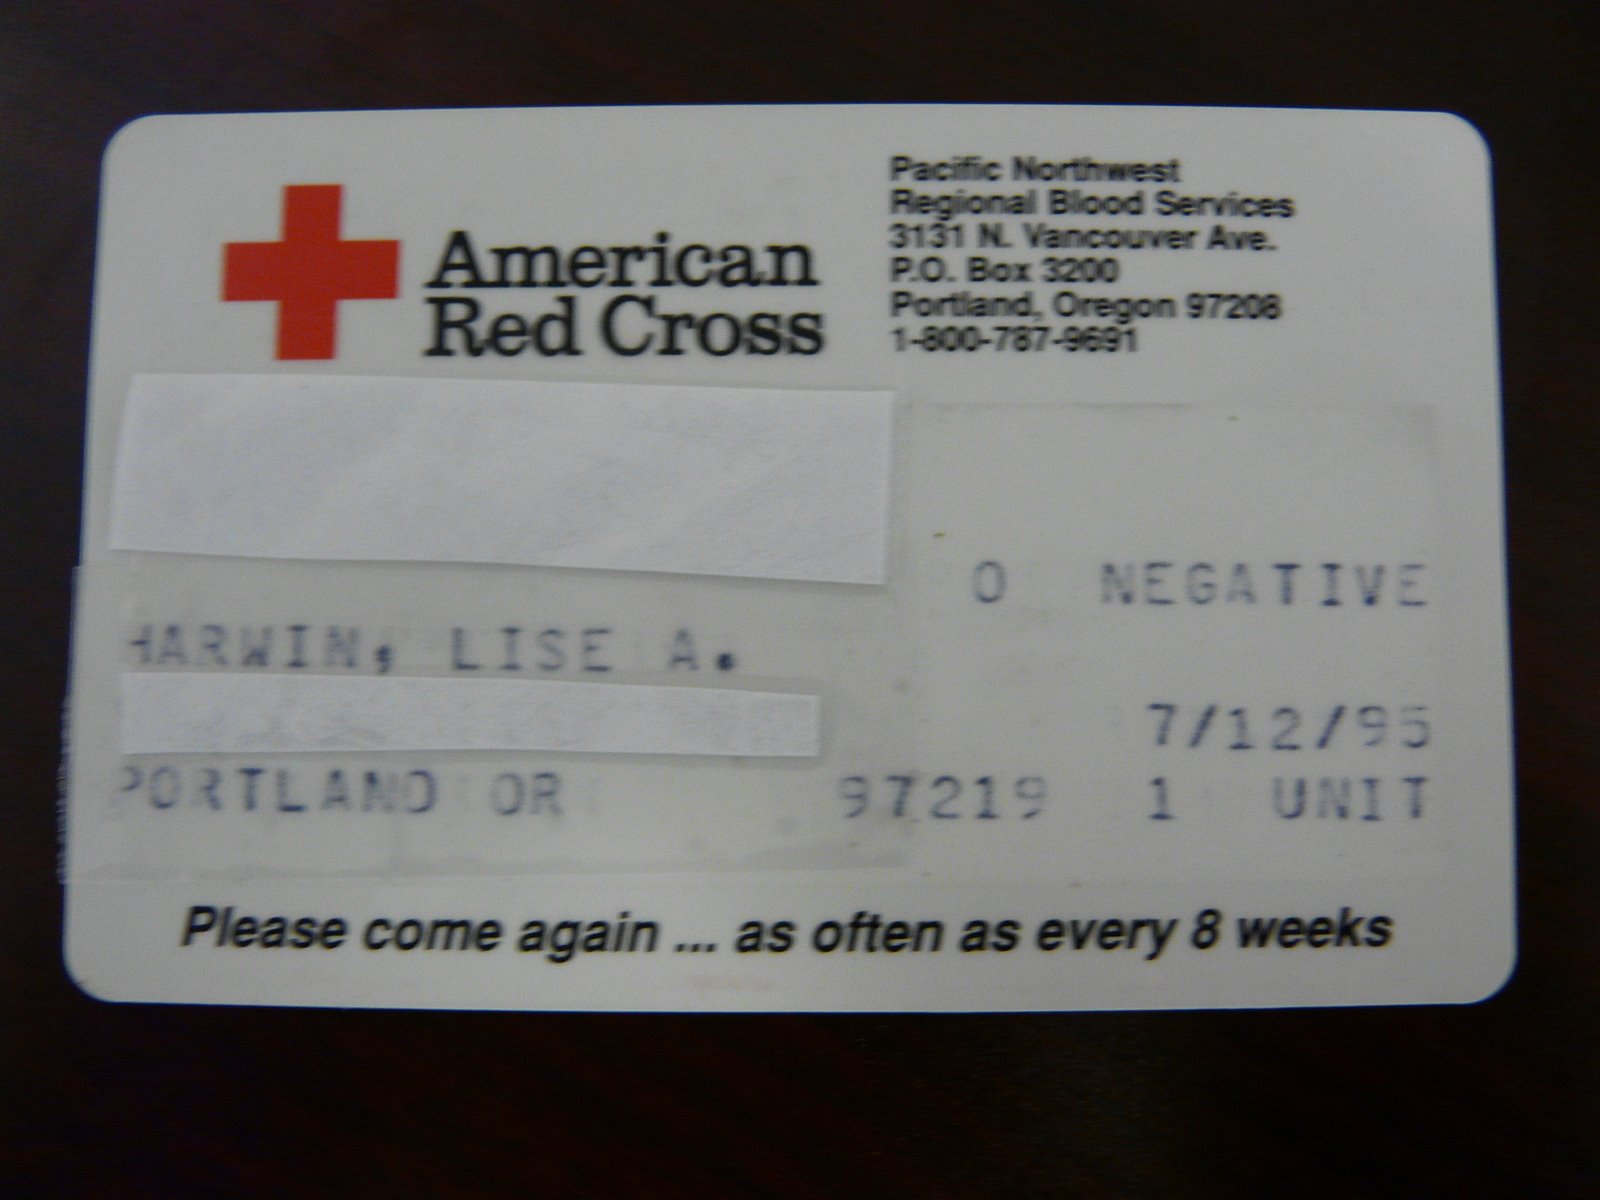 American
Red Cross
Pacific Northwest
Regional Blood Services
3131 N. Vancouver Ave.
P.O. Box 3200
Portland, Oregon 97208
1-800-787-9691
O NEGATIVE
HARWIN, LISE A.
7/12/95
PORTLAND OR 97219 1 UNIT
Please come again ... as often as every 8 weeks